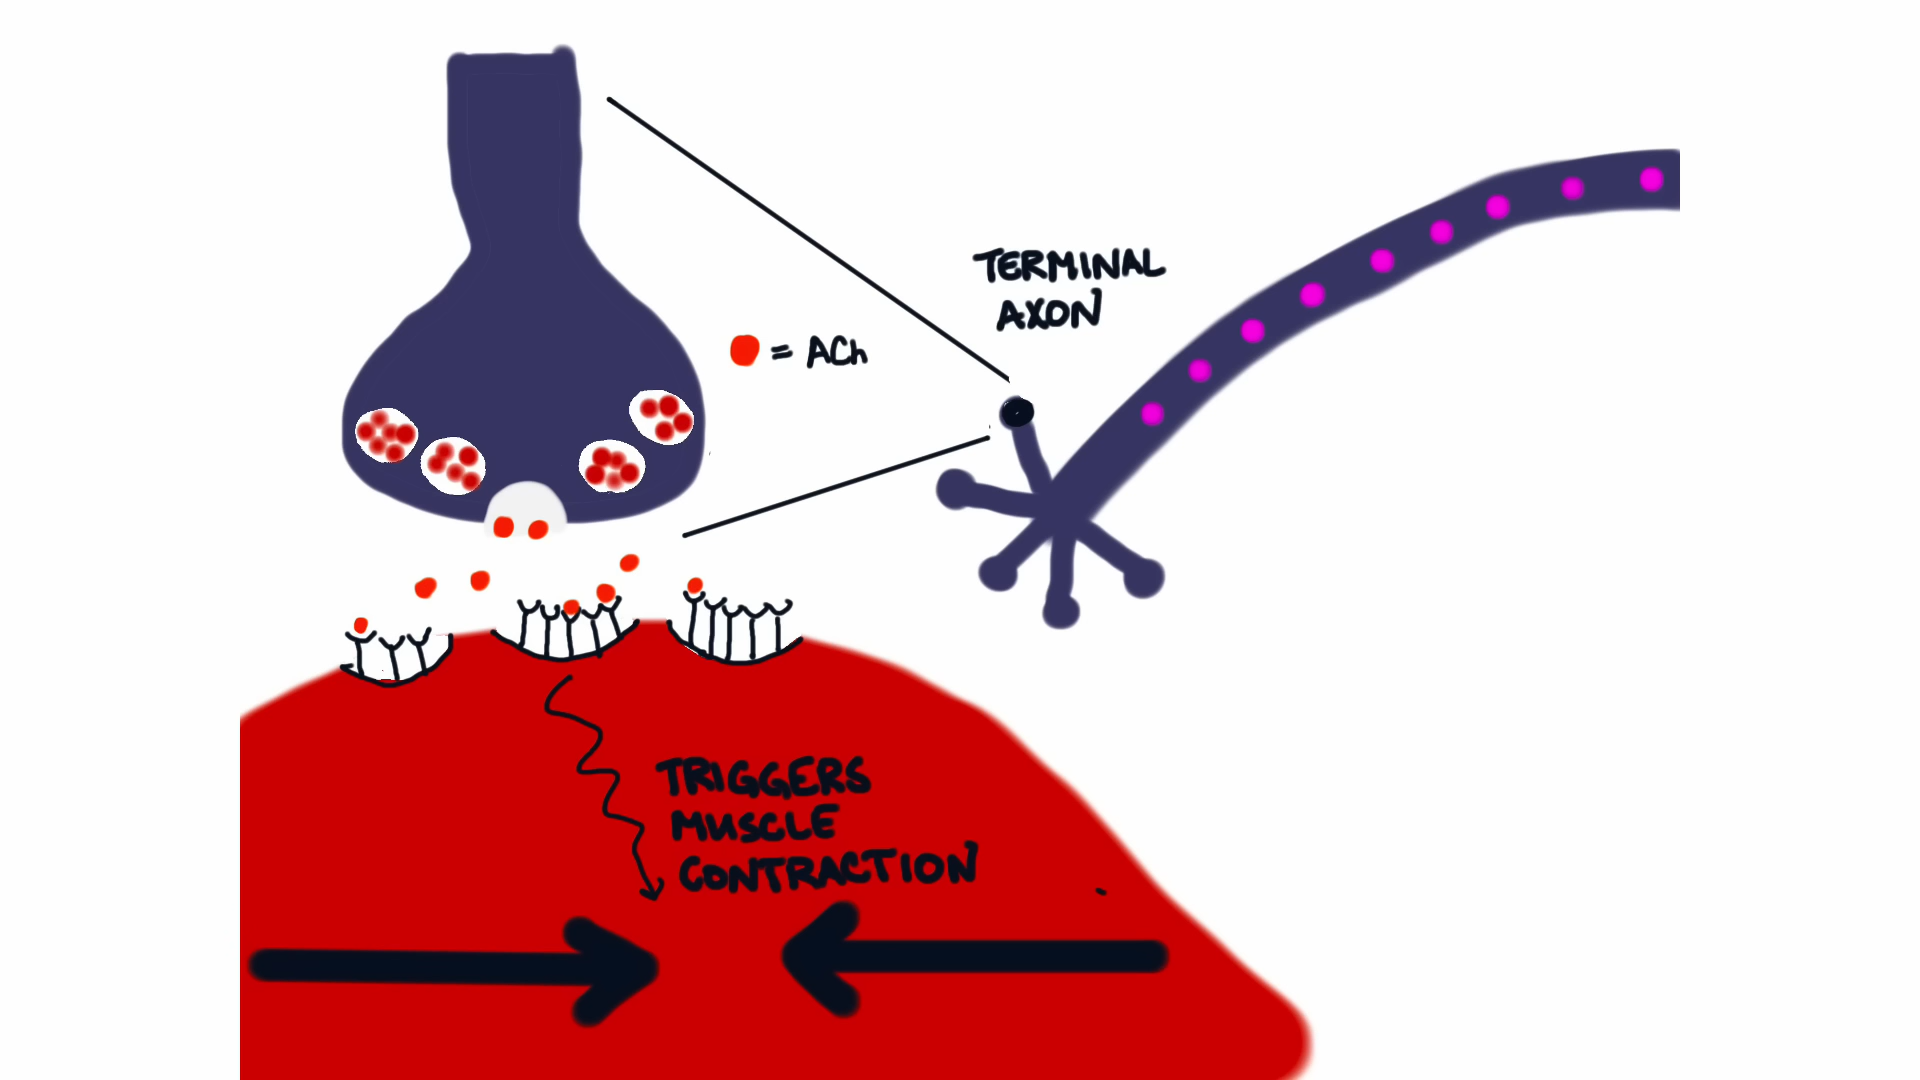 TERMINAL
AXON
= ACh
TRIGGERS
MUSCLE
CONTRACTION